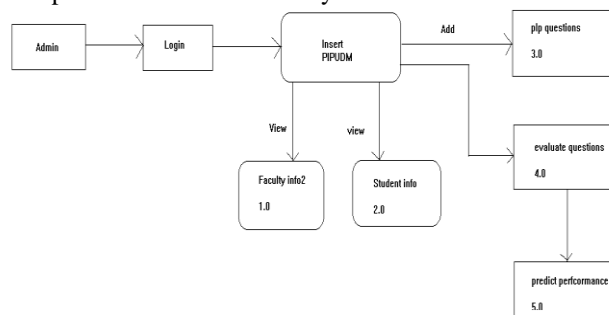 Add
plp questions
3.0
Admin
Login
Insert
PIPUDM
View
view
evaluate questions
4.0
Faculty info2
1.0
Student info
2.0
predict perfcormance
5.0